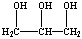 OH OH OH
H₂C-CH-CH₂